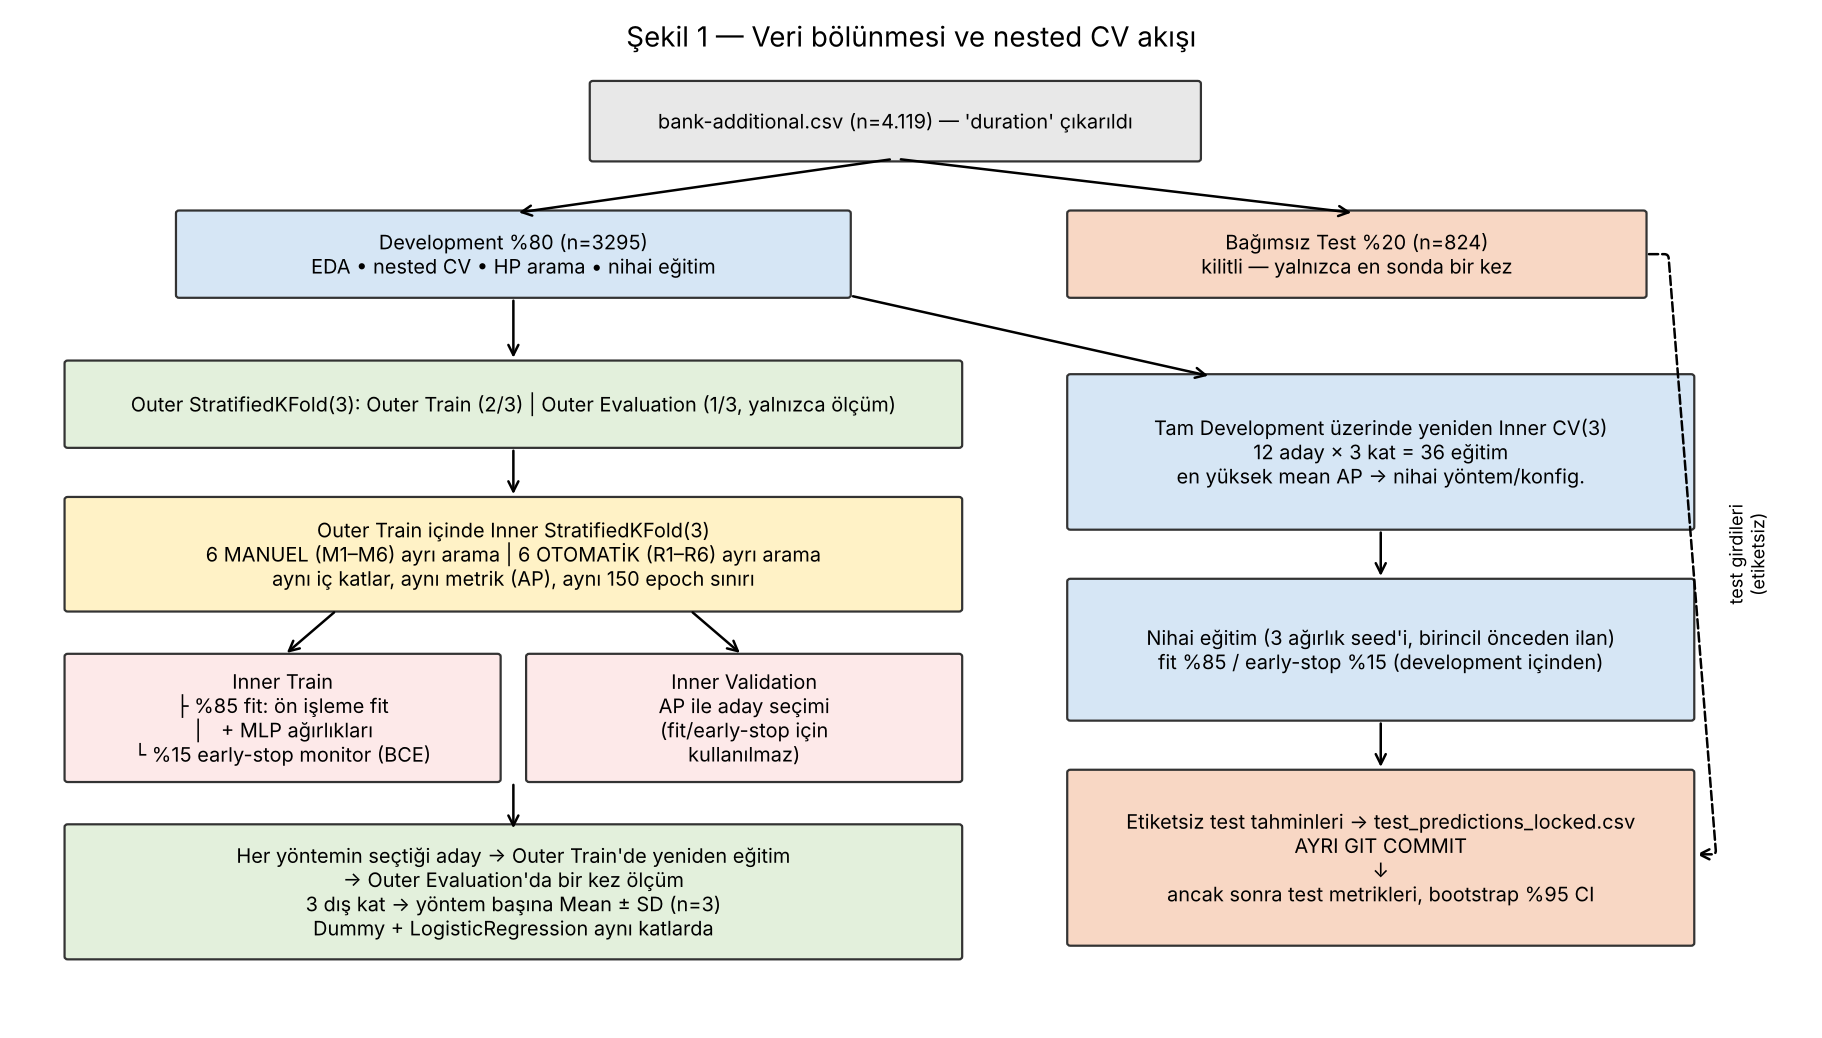 Şekil 1 — Veri bölünmesi ve nested CV akışı
bank-additional.csv (n=4.119) — 'duration' çıkarıldı
Development %80 (n=3295)
EDA • nested CV • HP arama • nihai eğitim
Bağımsız Test %20 (n=824)
kilitli — yalnızca en sonda bir kez
Outer StratifiedKFold(3): Outer Train (2/3) | Outer Evaluation (1/3, yalnızca ölçüm)
Tam Development üzerinde yeniden Inner CV(3)
12 aday × 3 kat = 36 eğitim
en yüksek mean AP → nihai yöntem/konfig.
Outer Train içinde Inner StratifiedKFold(3)
6 MANUEL (M1–M6) ayrı arama | 6 OTOMATİK (R1–R6) ayrı arama
aynı iç katlar, aynı metrik (AP), aynı 150 epoch sınırı
test girdileri
(etiketsiz)
Nihai eğitim (3 ağırlık seed'i, birincil önceden ilan)
fit %85 / early-stop %15 (development içinden)
Inner Train
├ %85 fit: ön işleme fit
│ + MLP ağırlıkları
└ %15 early-stop monitor (BCE)
Inner Validation
AP ile aday seçimi
(fit/early-stop için
kullanılmaz)
Her yöntemin seçtiği aday → Outer Train'de yeniden eğitim
→ Outer Evaluation'da bir kez ölçüm
3 dış kat → yöntem başına Mean ± SD (n=3)
Dummy + LogisticRegression aynı katlarda
Etiketsiz test tahminleri → test_predictions_locked.csv
AYRI GIT COMMIT
↓
ancak sonra test metrikleri, bootstrap %95 CI